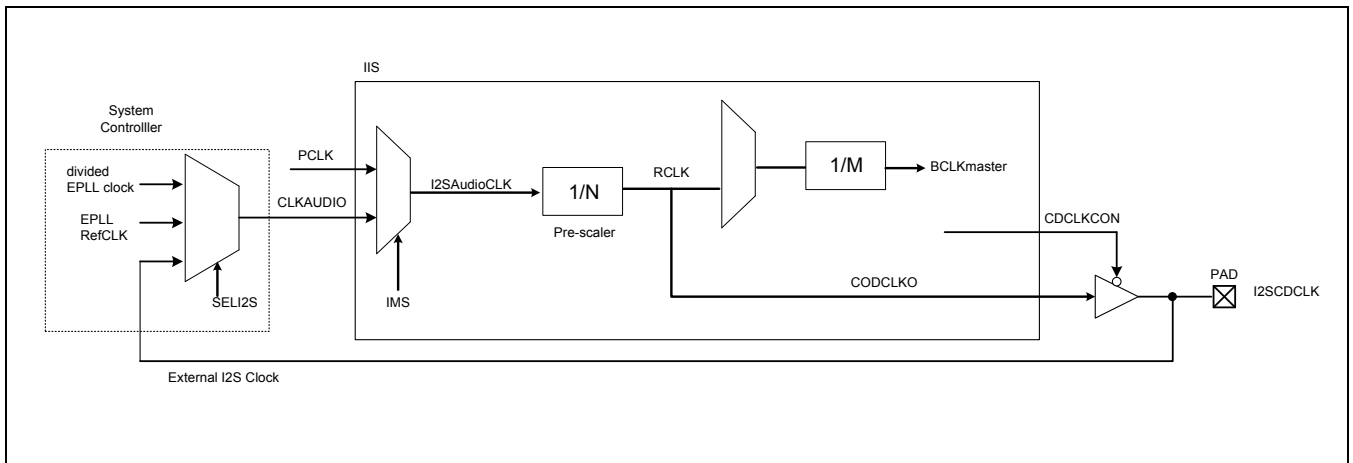 IIS
System
Controlller
divided
EPLL clock
EPLL
RefCLK
SELI2S
CLKAUDIO
PCLK
IMS
I2SAudioCLK
1/N
Pre-scaler
RCLK
1/M
BCLKmaster
CDCLKCON
CODCLKO
PAD
I2SCDCLK
External I2S Clock